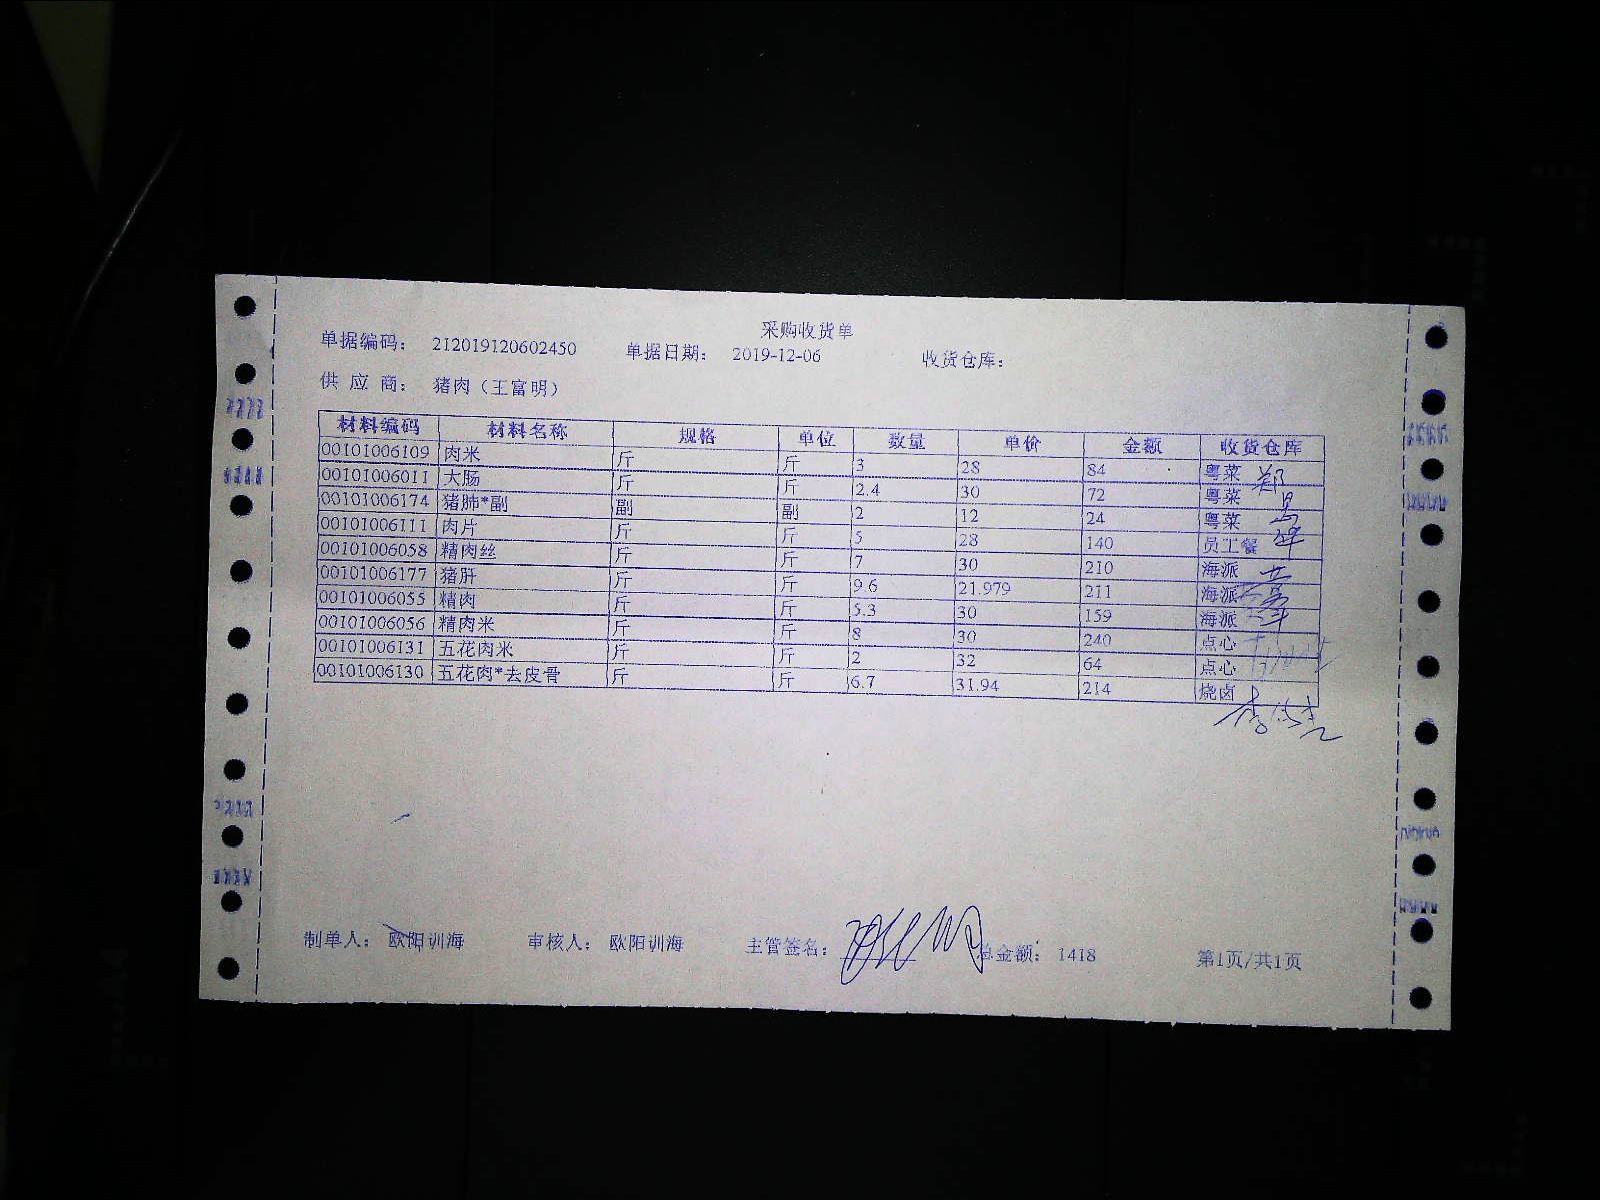 采购收货单
单据编码: 212019120602450 单据日期: 2019-12-06 收货仓库:
供 应 商: 猪肉（王富明）
材料编码 材料名称 规格 单位 数量 单价 金额 收货仓库
00101006109 肉米 斤 斤 3 28 84 粤菜
00101006011 大肠 斤 斤 2.4 30 72 粤菜
00101006174 猪肺*副 副 副 2 12 24 粤菜
00101006111 肉片 斤 斤 5 28 140 员工餐
00101006058 精肉丝 斤 斤 7 30 210 海派
00101006177 猪肝 斤 斤 9.6 21.979 211 海派
00101006055 精肉 斤 斤 5.3 30 159 海派
00101006056 精肉米 斤 斤 8 30 240 点心
00101006131 五花肉米 斤 斤 2 32 64 点心
00101006130 五花肉*去皮骨 斤 斤 6.7 31.94 214 烧卤
制单人: 欧阳训海 审核人: 欧阳训海 主管签名: 总金额: 1418 第1页/共1页